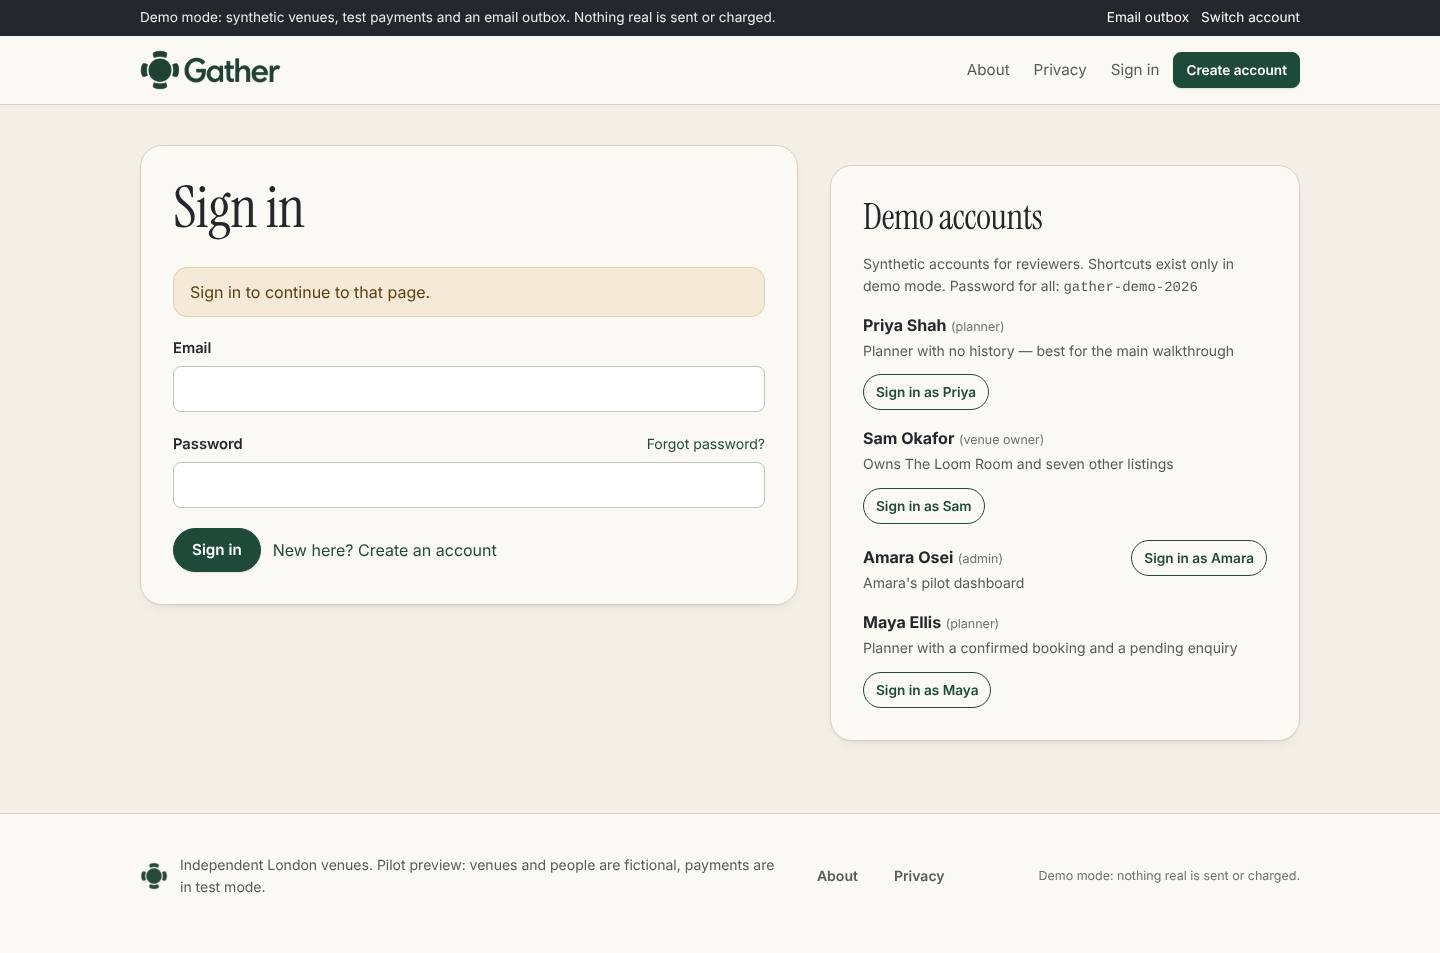 Demo mode: synthetic venues, test payments and an email outbox. Nothing real is sent or charged.
Email outbox Switch account
Gather
About Privacy Sign in Create account
Sign in
Sign in to continue to that page.
Email
Password Forgot password?
Sign in New here? Create an account
Demo accounts
Synthetic accounts for reviewers. Shortcuts exist only in
demo mode. Password for all: gather-demo-2026
Priya Shah (planner)
Planner with no history — best for the main walkthrough
Sign in as Priya
Sam Okafor (venue owner)
Owns The Loom Room and seven other listings
Sign in as Sam
Amara Osei (admin) Sign in as Amara
Amara's pilot dashboard
Maya Ellis (planner)
Planner with a confirmed booking and a pending enquiry
Sign in as Maya
Independent London venues. Pilot preview: venues and people are fictional, payments are
in test mode.
About Privacy
Demo mode: nothing real is sent or charged.